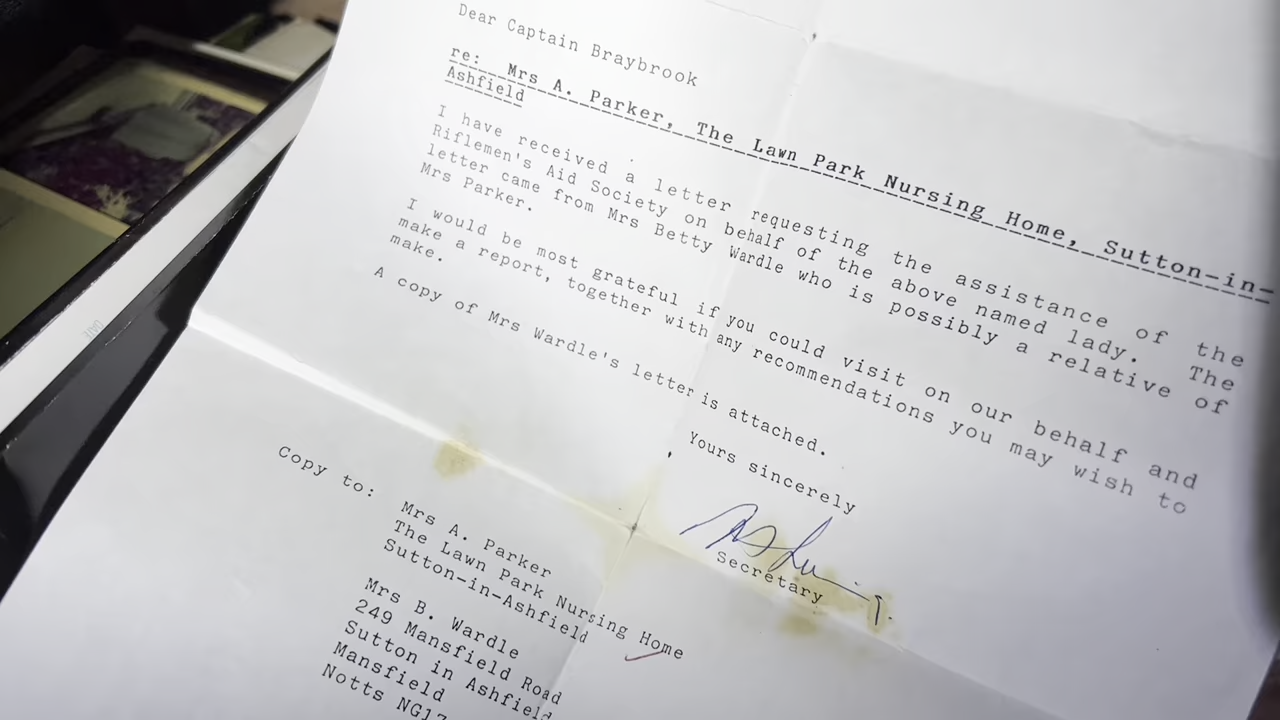 Dear Captain Braybrook
re: Mrs A. Parker, The Lawn Park Nursing Home, Sutton-in-
Ashfield
I have received a letter requesting the assistance of the
Riflemen's Aid Society on behalf of the above named lady. The
letter came from Mrs Betty Wardle who is possibly a relative of
Mrs Parker.
I would be most grateful if you could visit on our behalf and
make a report, together with any recommendations you may wish to
make.
A copy of Mrs Wardle's letter is attached.
Yours sincerely
Secretary
Copy to:
Mrs A. Parker
The Lawn Park Nursing Home
Sutton-in-Ashfield
Mrs B. Wardle
249 Mansfield Road
Sutton in Ashfield
Mansfield
Notts NG17